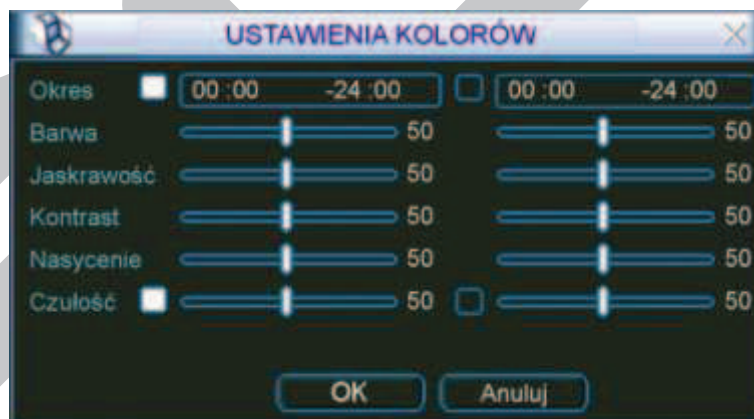 USTAWIENIA KOLORÓW
Okres 00 :00 -24 :00 00 :00 -24 :00
Barwa 50 50
Jaskrawość 50 50
Kontrast 50 50
Nasycenie 50 50
Czułość 50 50
OK Anuluj